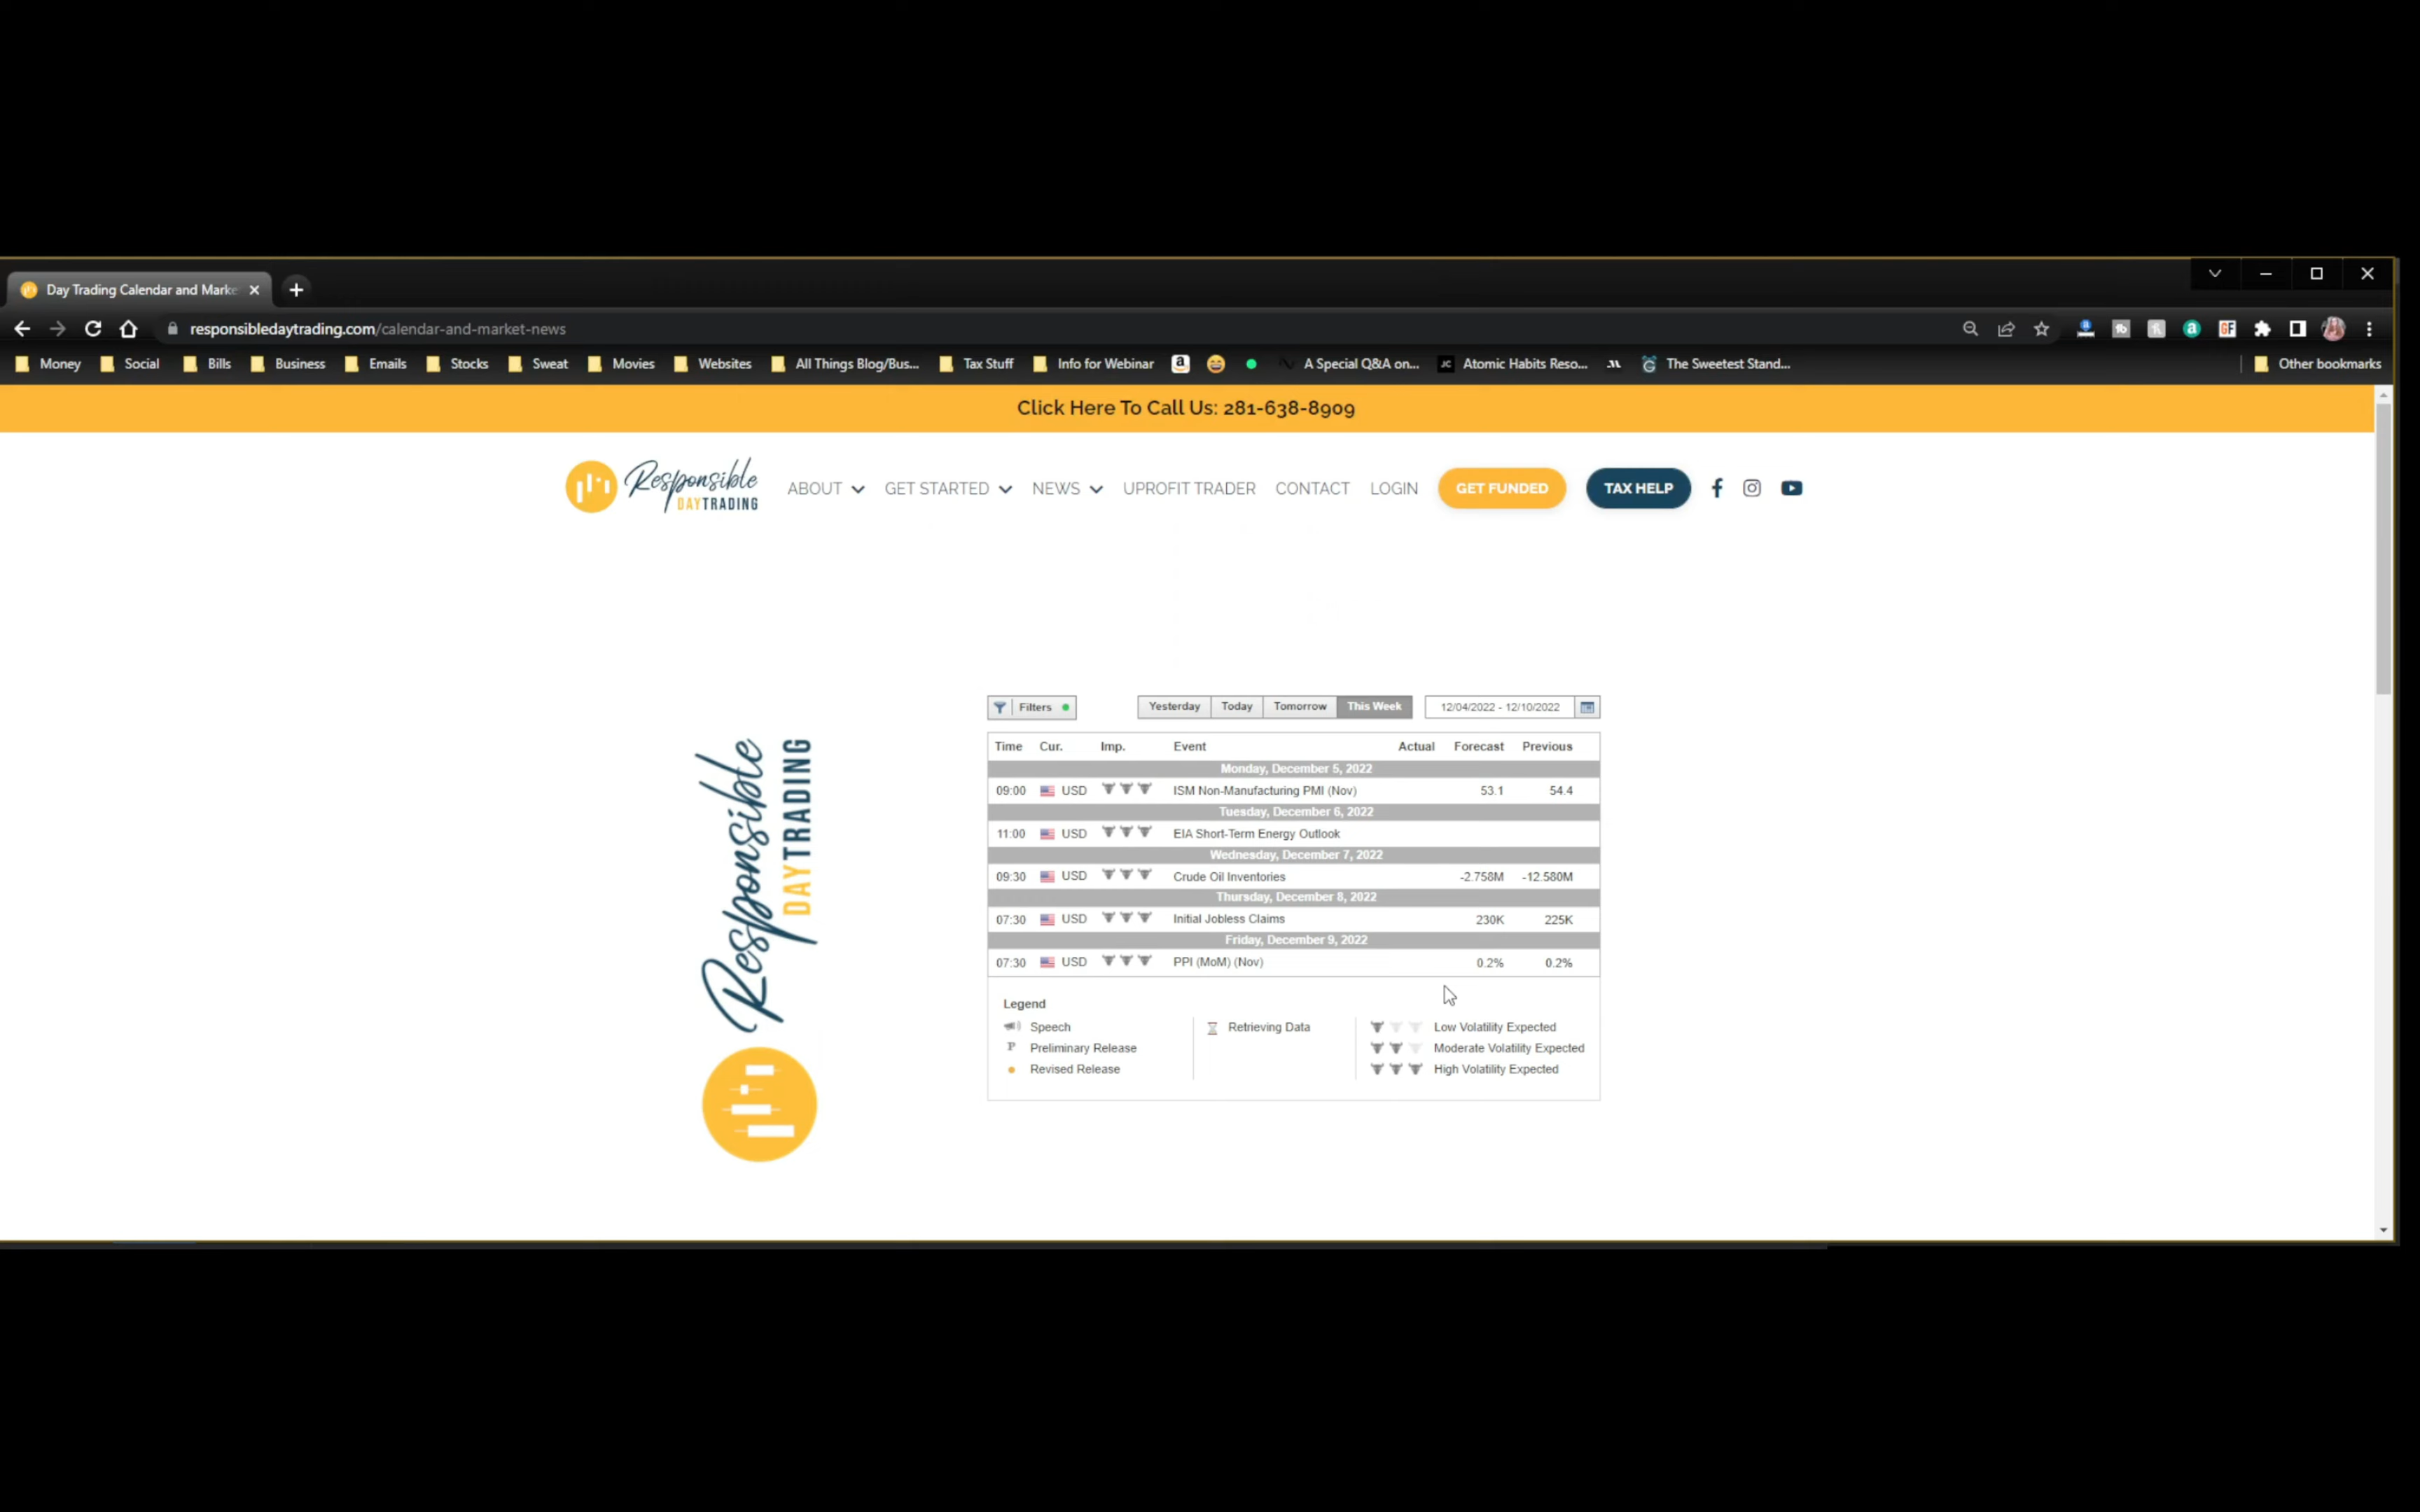 Day Trading Calendar and Marke
responsibledaytrading.com/calendar-and-market-news
Money Social Bills Business Emails Stocks Sweat Movies Websites All Things Blog/Bus... Tax Stuff Info for Webinar A Special Q&A on... JC Atomic Habits Reso... The Sweetest Stand... Other bookmarks
Click Here To Call Us: 281-638-8909
Responsible
DAYTRADING
ABOUT GET STARTED NEWS UPROFIT TRADER CONTACT LOGIN GET FUNDED TAX HELP
Responsible
DAYTRADING
Filters Yesterday Today Tomorrow This Week 12/04/2022 - 12/10/2022
Time Cur. Imp. Event Actual Forecast Previous
Monday, December 5, 2022
09:00 USD ISM Non-Manufacturing PMI (Nov) 53.1 54.4
Tuesday, December 6, 2022
11:00 USD EIA Short-Term Energy Outlook
Wednesday, December 7, 2022
09:30 USD Crude Oil Inventories -2.758M -12.580M
Thursday, December 8, 2022
07:30 USD Initial Jobless Claims 230K 225K
Friday, December 9, 2022
07:30 USD PPI (MoM) (Nov) 0.2% 0.2%
Legend
Speech Retrieving Data Low Volatility Expected
P Preliminary Release Moderate Volatility Expected
Revised Release High Volatility Expected